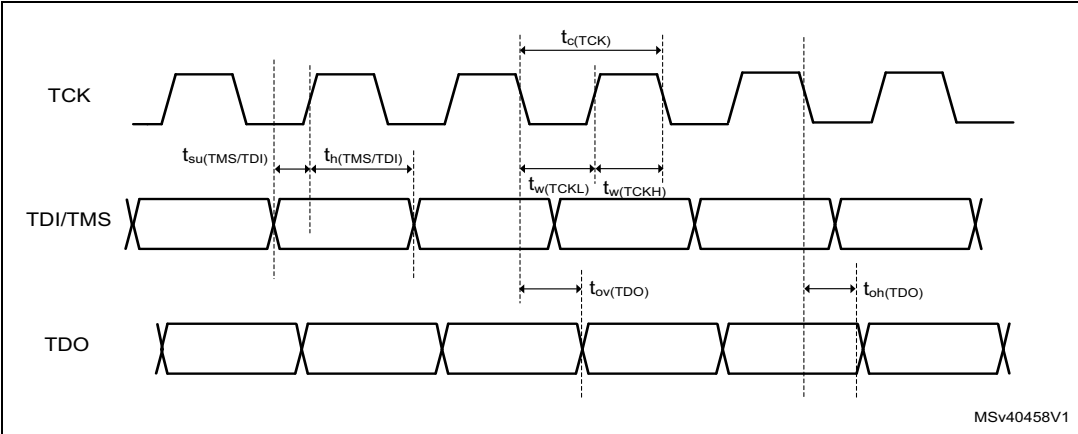 tc(TCK)
TCK
tsu(TMS/TDI)
th(TMS/TDI)
tw(TCKL)
tw(TCKH)
TDI/TMS
tov(TDO)
toh(TDO)
TDO
MSv40458V1